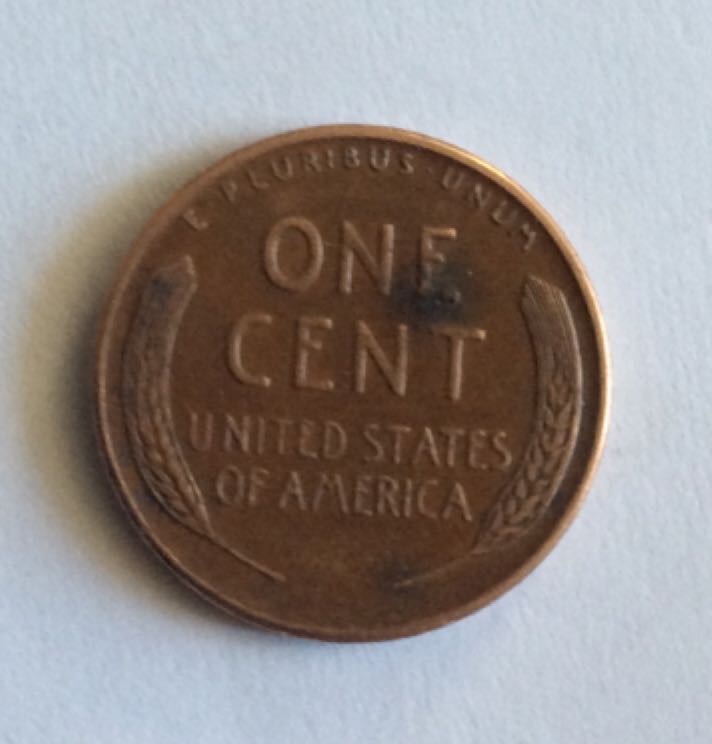 E·PLURIBUS·UNUM
ONE
CENT
UNITED STATES
OF AMERICA